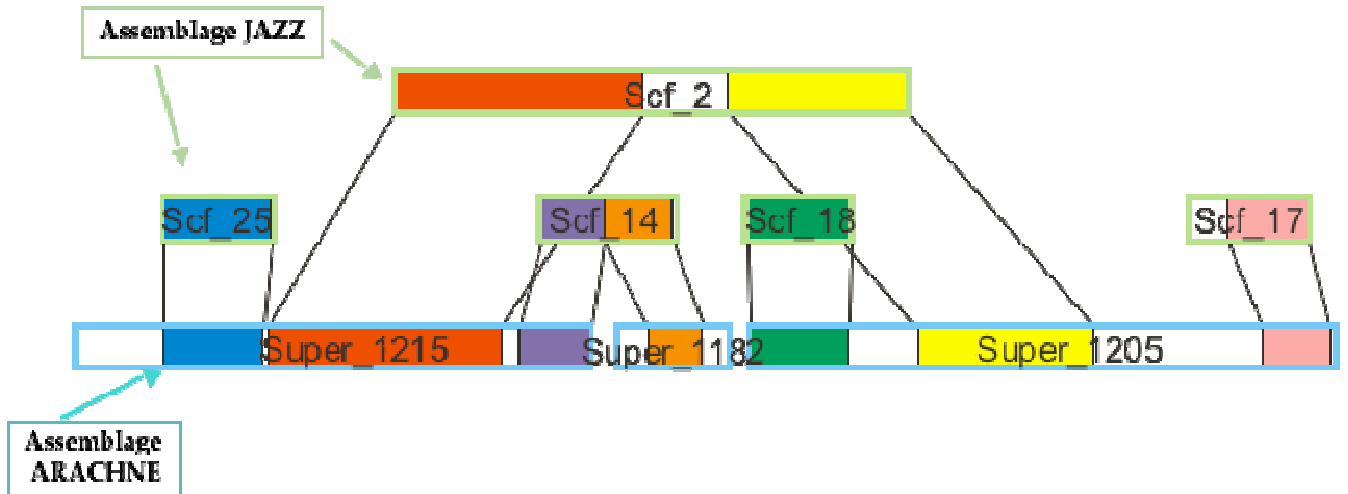 Assemblage JAZZ
Scf_2
Scf_25
Scf_14
Scf_18
Scf_17
Super_1215
Super_1182
Super_1205
Assemblage
ARACHNE